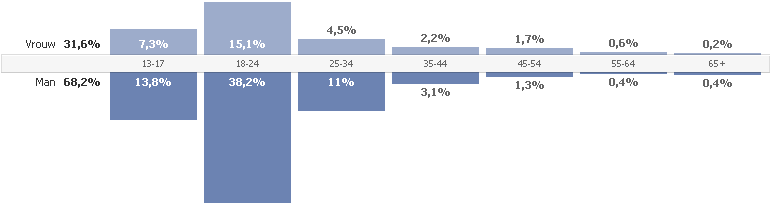 4,5% 2,2% 1,7% 0,6% 0,2%
Vrouw 31,6% 7,3% 15,1%
13-17 18-24 25-34 35-44 45-54 55-64 65+
Man 68,2% 13,8% 38,2% 11% 3,1% 1,3% 0,4% 0,4%